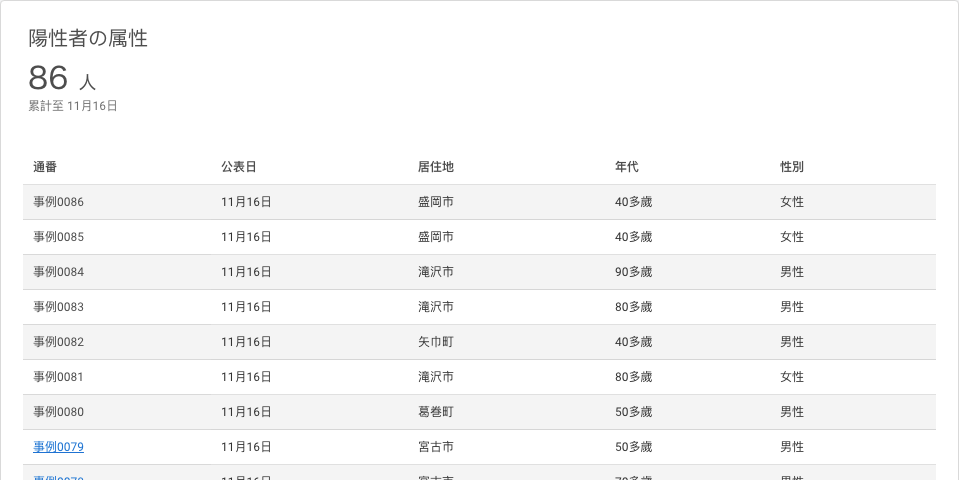 陽性者の属性
86 人
累計至 11月16日
通番 公表日 居住地 年代 性別
事例0086 11月16日 盛岡市 40多歳 女性
事例0085 11月16日 盛岡市 40多歳 女性
事例0084 11月16日 滝沢市 90多歳 男性
事例0083 11月16日 滝沢市 80多歳 男性
事例0082 11月16日 矢巾町 40多歳 男性
事例0081 11月16日 滝沢市 80多歳 女性
事例0080 11月16日 葛巻町 50多歳 男性
事例0079 11月16日 宮古市 50多歳 男性